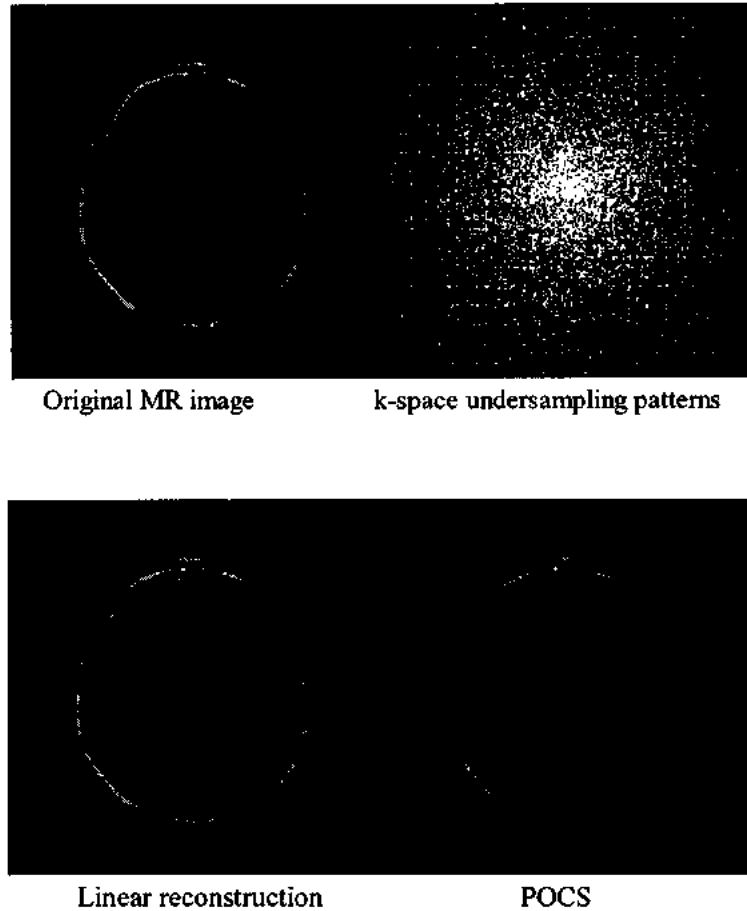 Original MR image
k-space undersampling patterns
Linear reconstruction
POCS